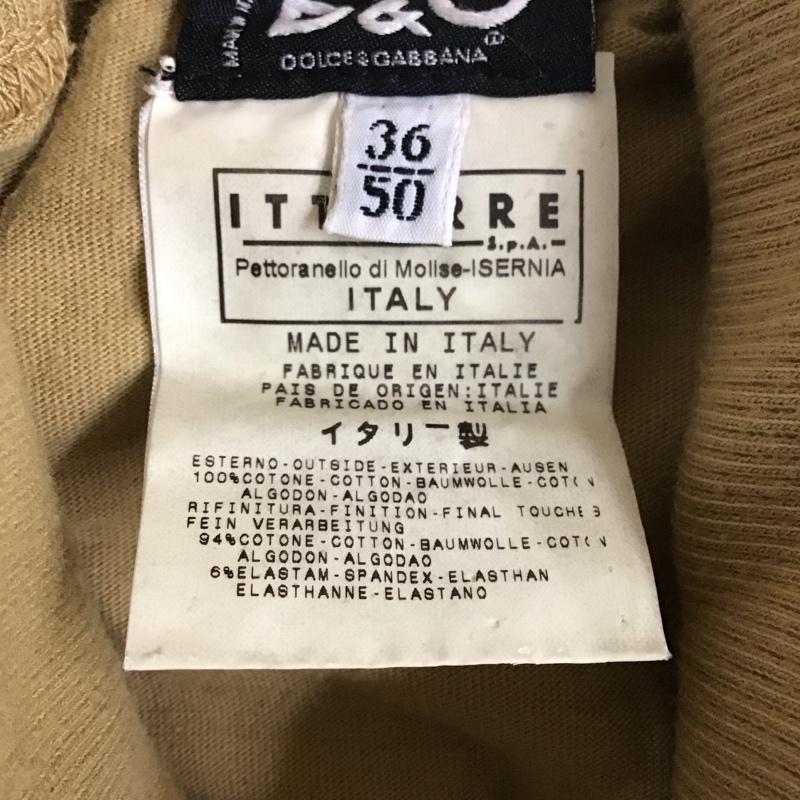 D&G
DOLCE & GABBANA
36
50
RRE
S.p.A.
Pettoranello di Molise-ISERNIA
ITALY
MADE IN ITALY
FABRIQUE EN ITALIE
PAIS DE ORIGEN:ITALIE
FABRICADO EN ITALIA
イタリー製
ESTERNO-OUTSIDE-EXTERIEUR-AUSEN
100%COTONE-COTTON-BAUMWOLLE-COTON
ALGODON-ALGODAO
RIFINITURA-FINITION-FINAL TOUCHES
FEIN VERARBEITUNG
94%COTONE-COTTON-BAUMWOLLE-COTON
ALGODON-ALGODAO
6%ELASTAM-SPANDEX-ELASTHAN
ELASTHANNE-ELASTANO